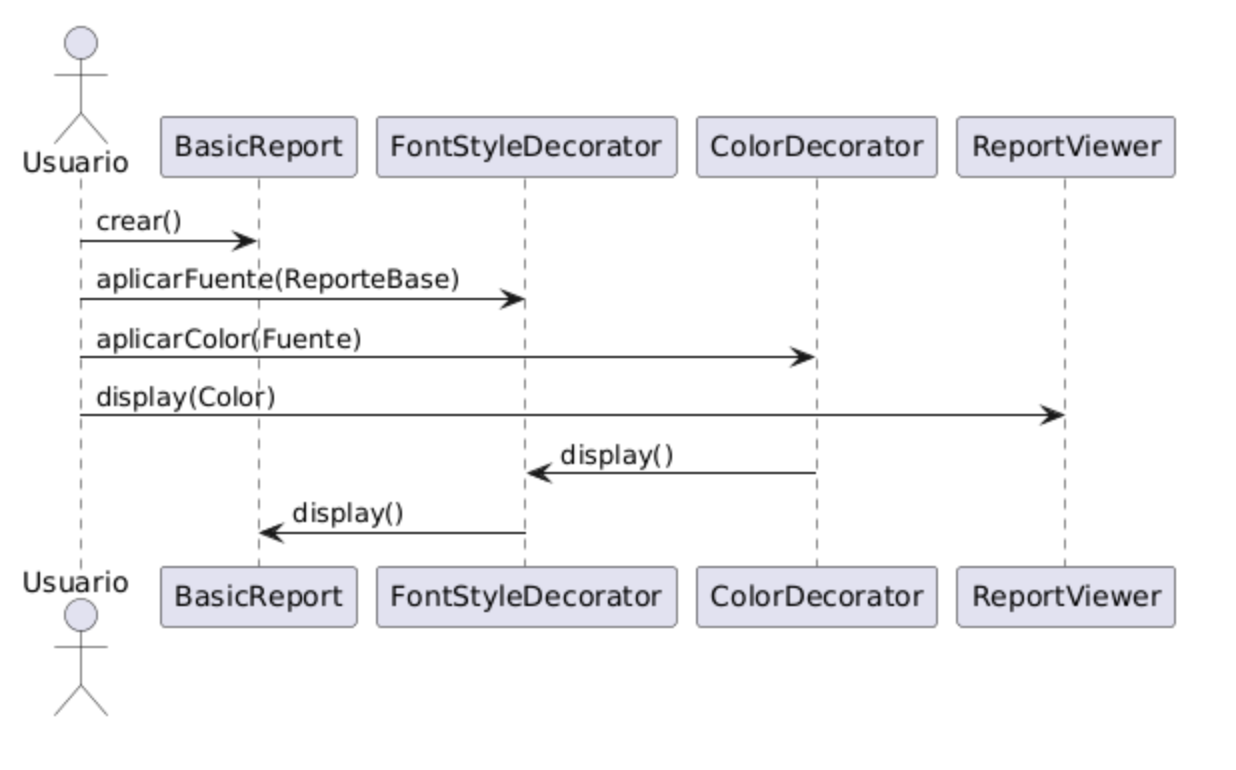 Usuario
BasicReport
FontStyleDecorator
ColorDecorator
ReportViewer
crear()
aplicarFuente(ReporteBase)
aplicarColor(Fuente)
display(Color)
display()
display()
Usuario
BasicReport
FontStyleDecorator
ColorDecorator
ReportViewer